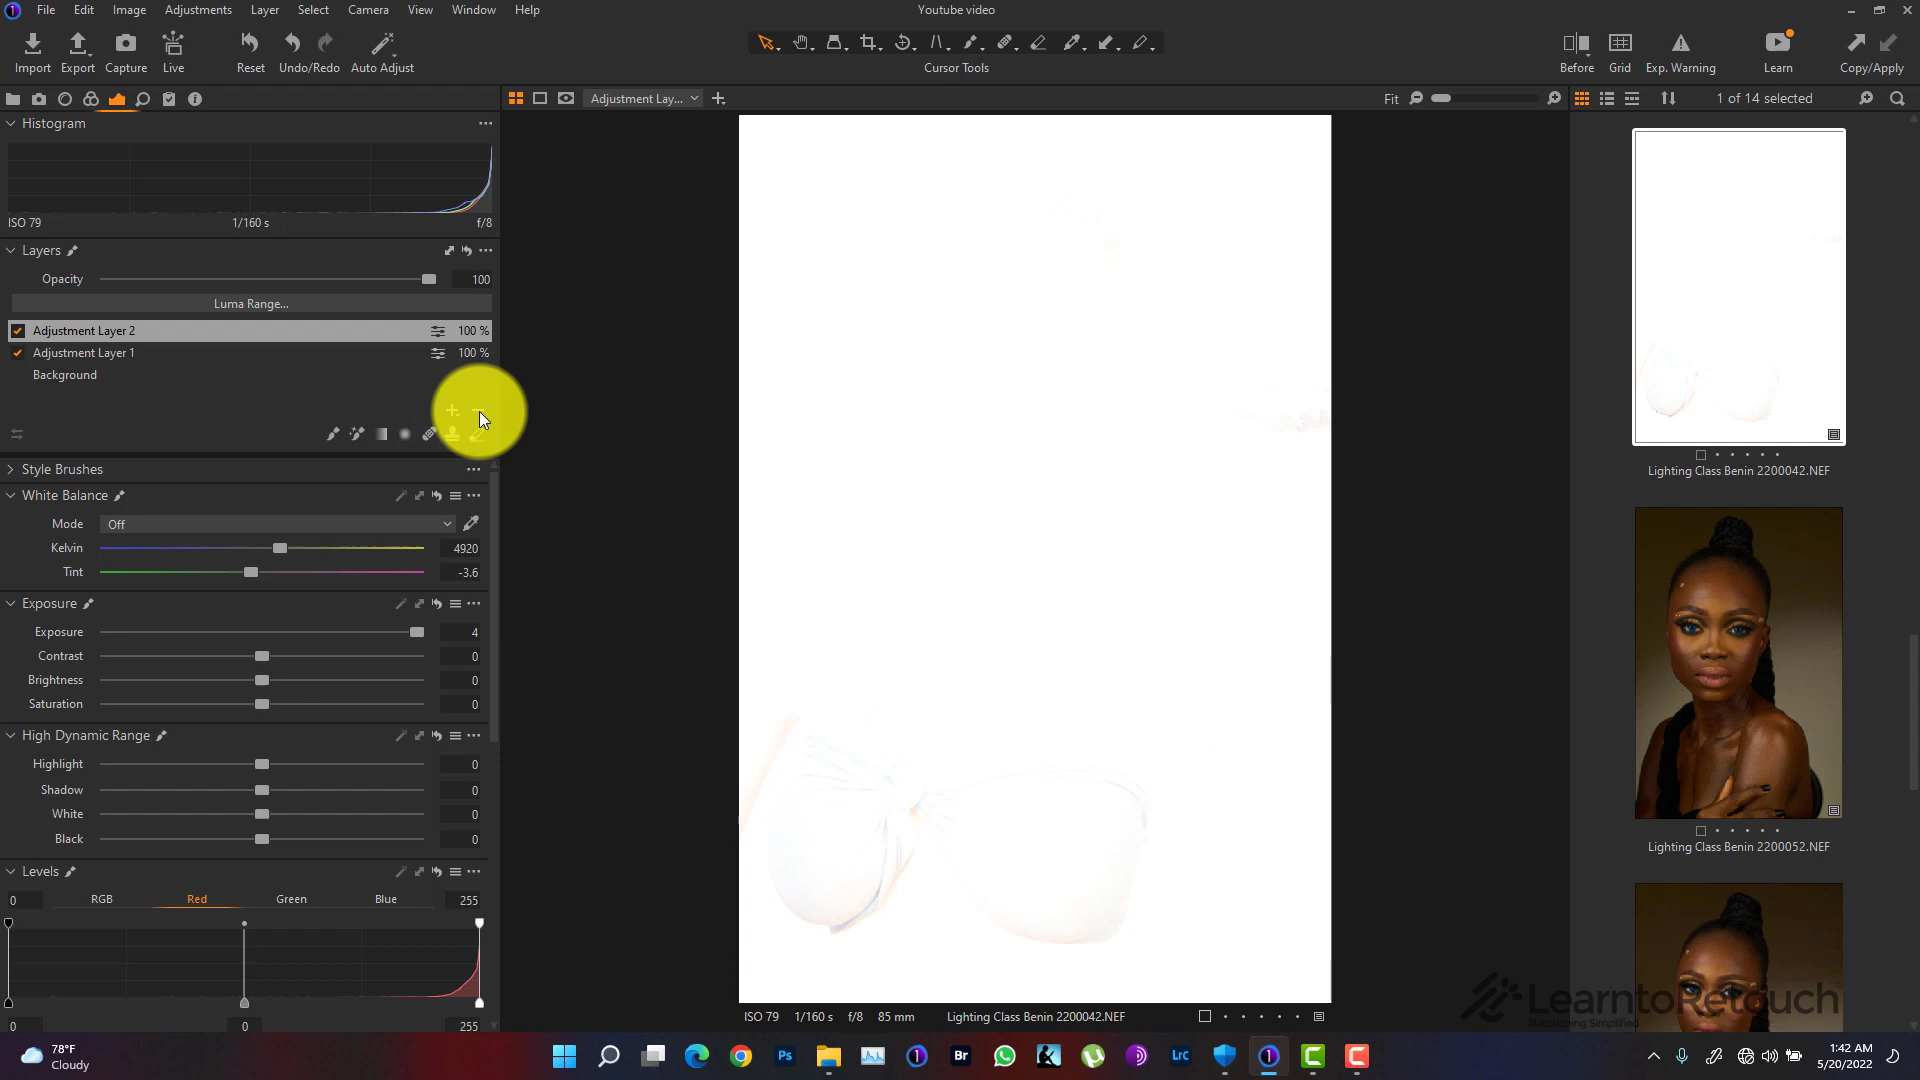 File Edit Image Adjustments Layer Select Camera View Window Help
Youtube video
Import Export Capture Live Reset Undo/Redo Auto Adjust
Cursor Tools
Before Grid Exp. Warning Learn Copy/Apply
Adjustment Lay...
Fit
1 of 14 selected
Histogram
ISO 79 1/160 s f/8
Layers
Opacity 100
Luma Range...
Adjustment Layer 2 100 %
Adjustment Layer 1 100 %
Background
Style Brushes
White Balance
Mode Off
Kelvin 4920
Tint -3.6
Exposure
Exposure 4
Contrast 0
Brightness 0
Saturation 0
High Dynamic Range
Highlight 0
Shadow 0
White 0
Black 0
Levels
0 RGB Red Green Blue 255
0 0 255
ISO 79 1/160 s f/8 85 mm Lighting Class Benin 2200042.NEF
Lighting Class Benin 2200042.NEF
Lighting Class Benin 2200052.NEF
LearntoRetouch
Retouching Simplified
78°F
Cloudy
Ps
Br
Lrc
1:42 AM
5/20/2022